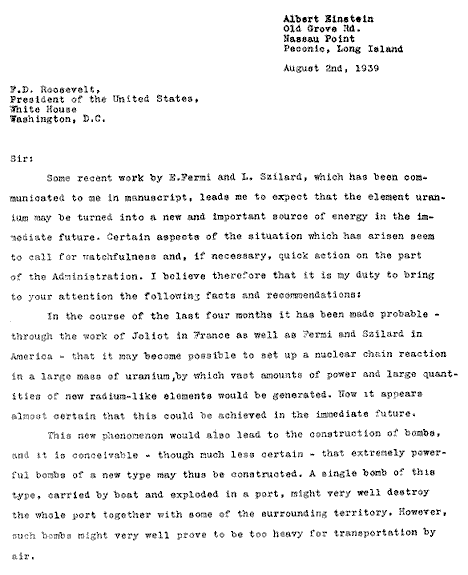 Albert Einstein
Old Grove Rd.
Nassau Point
Peconic, Long Island
August 2nd, 1939
F.D. Roosevelt,
President of the United States,
White House
Washington, D.C.
Sir:
Some recent work by E.Fermi and L. Szilard, which has been com-
municated to me in manuscript, leads me to expect that the element uran-
ium may be turned into a new and important source of energy in the im-
mediate future. Certain aspects of the situation which has arisen seem
to call for watchfulness and, if necessary, quick action on the part
of the Administration. I believe therefore that it is my duty to bring
to your attention the following facts and recommendations:
In the course of the last four months it has been made probable -
through the work of Joliot in France as well as Fermi and Szilard in
America - that it may become possible to set up a nuclear chain reaction
in a large mass of uranium,by which vast amounts of power and large quant-
ities of new radium-like elements would be generated. Now it appears
almost certain that this could be achieved in the immediate future.
This new phenomenon would also lead to the construction of bombs,
and it is conceivable - though much less certain - that extremely power-
ful bombs of a new type may thus be constructed. A single bomb of this
type, carried by boat and exploded in a port, might very well destroy
the whole port together with some of the surrounding territory. However,
such bombs might very well prove to be too heavy for transportation by
air.